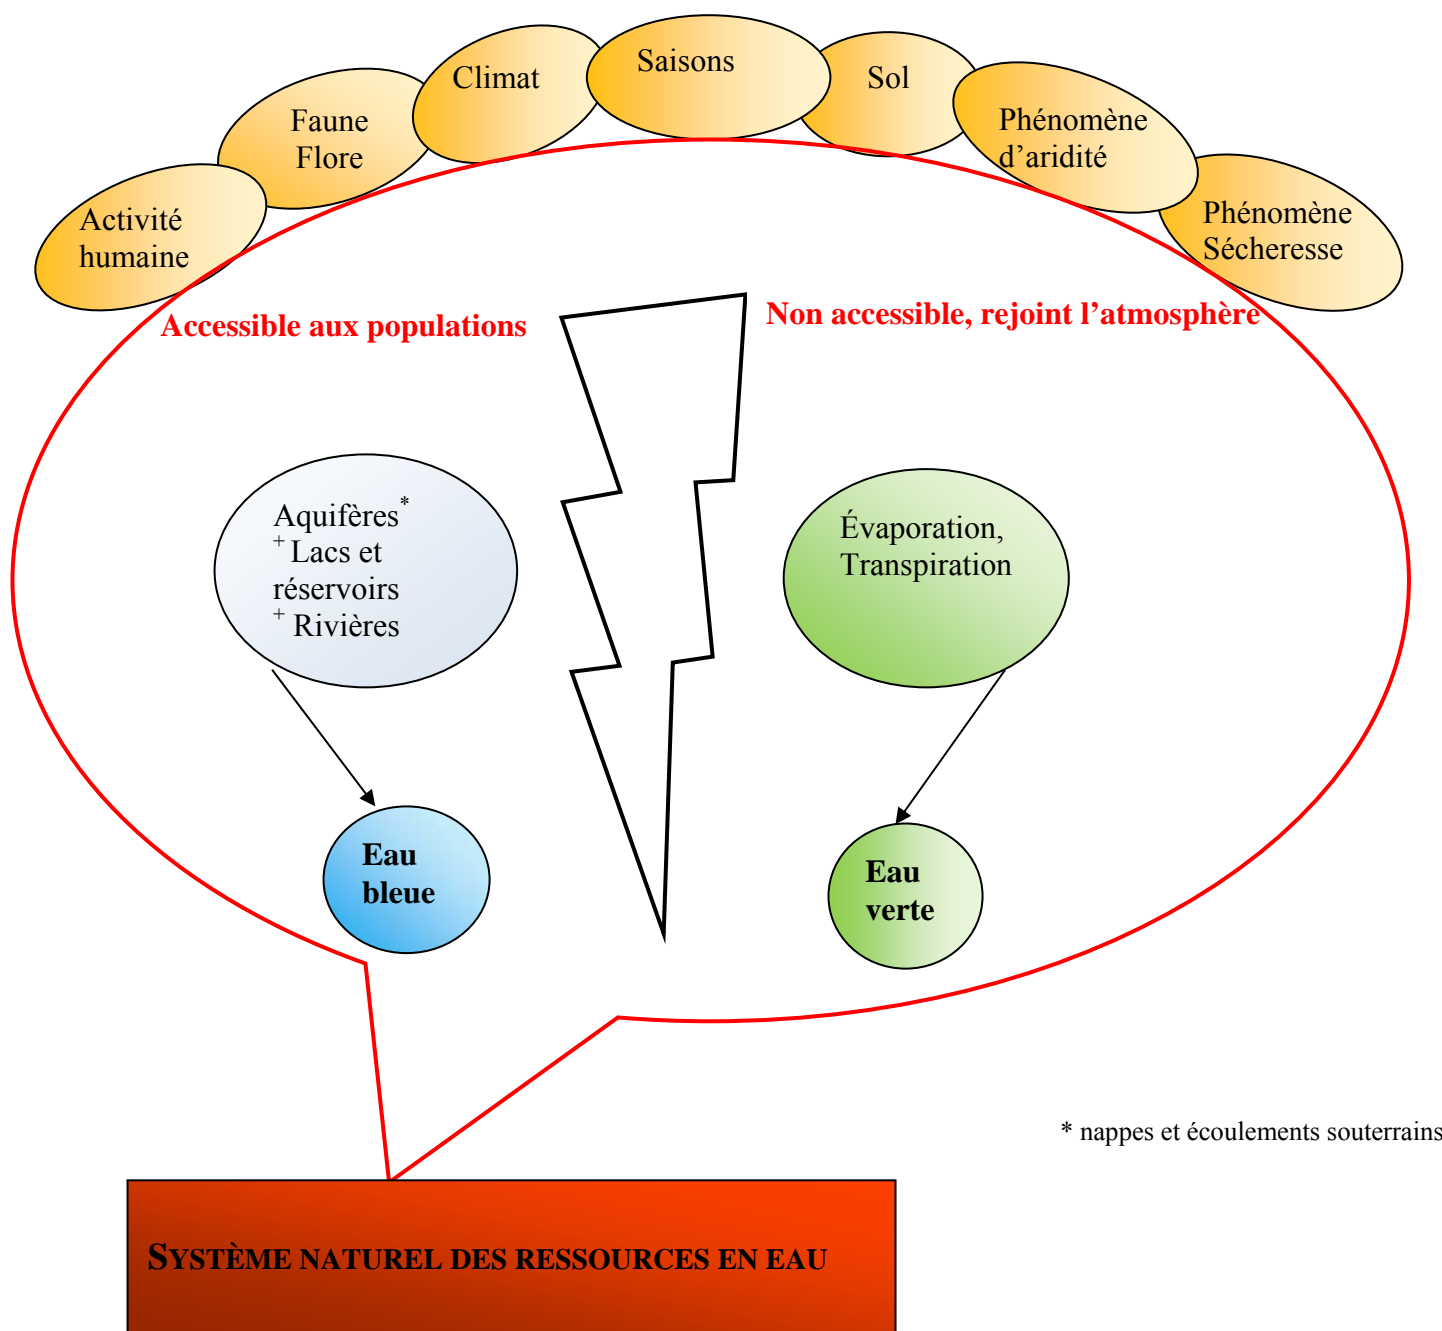 Activité
humaine
Faune
Flore
Climat
Saisons
Sol
Phénomène
d’aridité
Phénomène
Sécheresse
Accessible aux populations
Non accessible, rejoint l’atmosphère
Aquifères*
+ Lacs et
réservoirs
+ Rivières
Évaporation,
Transpiration
Eau
bleue
Eau
verte
* nappes et écoulements souterrains
SYSTÈME NATUREL DES RESSOURCES EN EAU